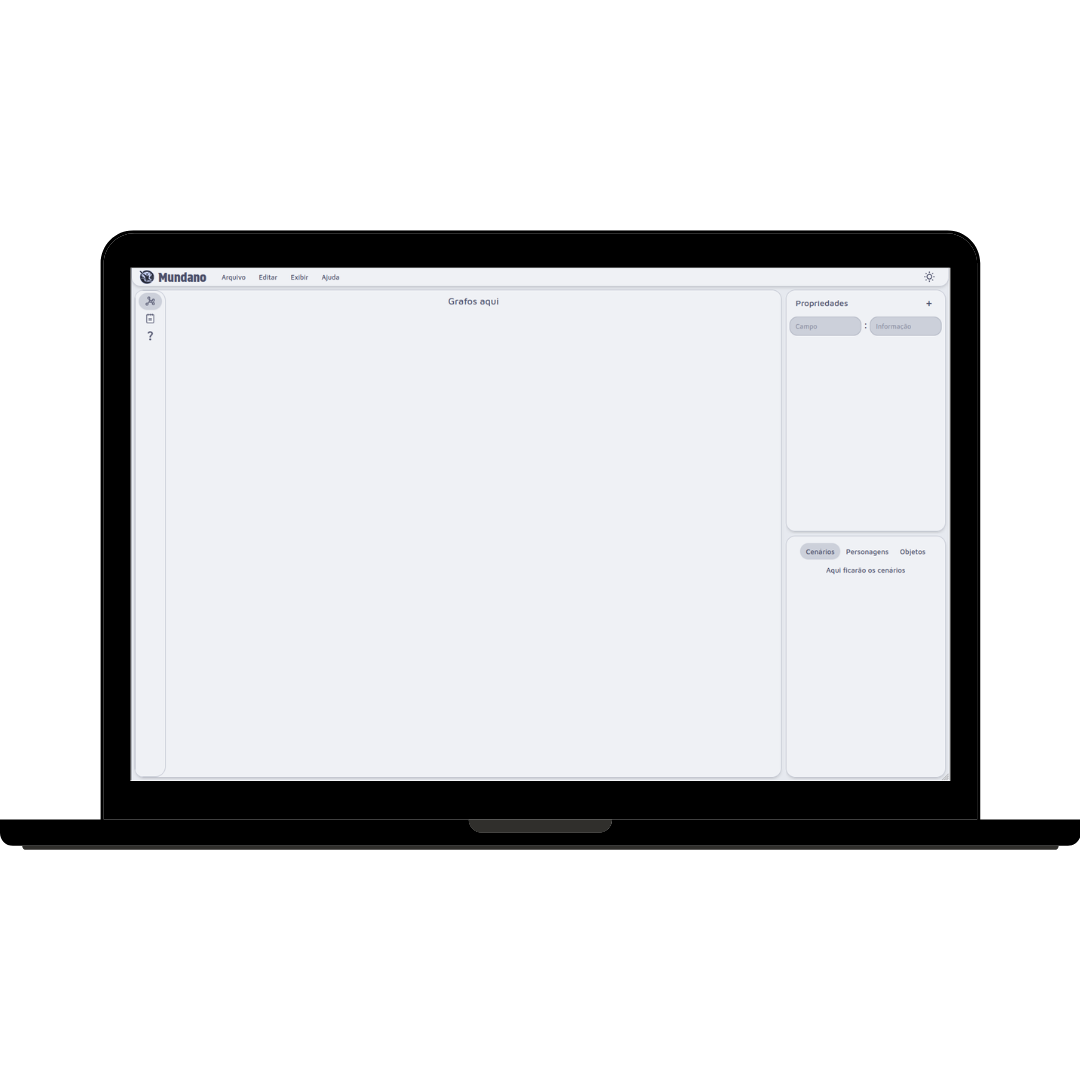 Mundano Arquivo Editar Exibir Ajuda
Grafos aqui
?
Propriedades +
Campo : Informação
Cenários Personagens Objetos
Aqui ficarão os cenários